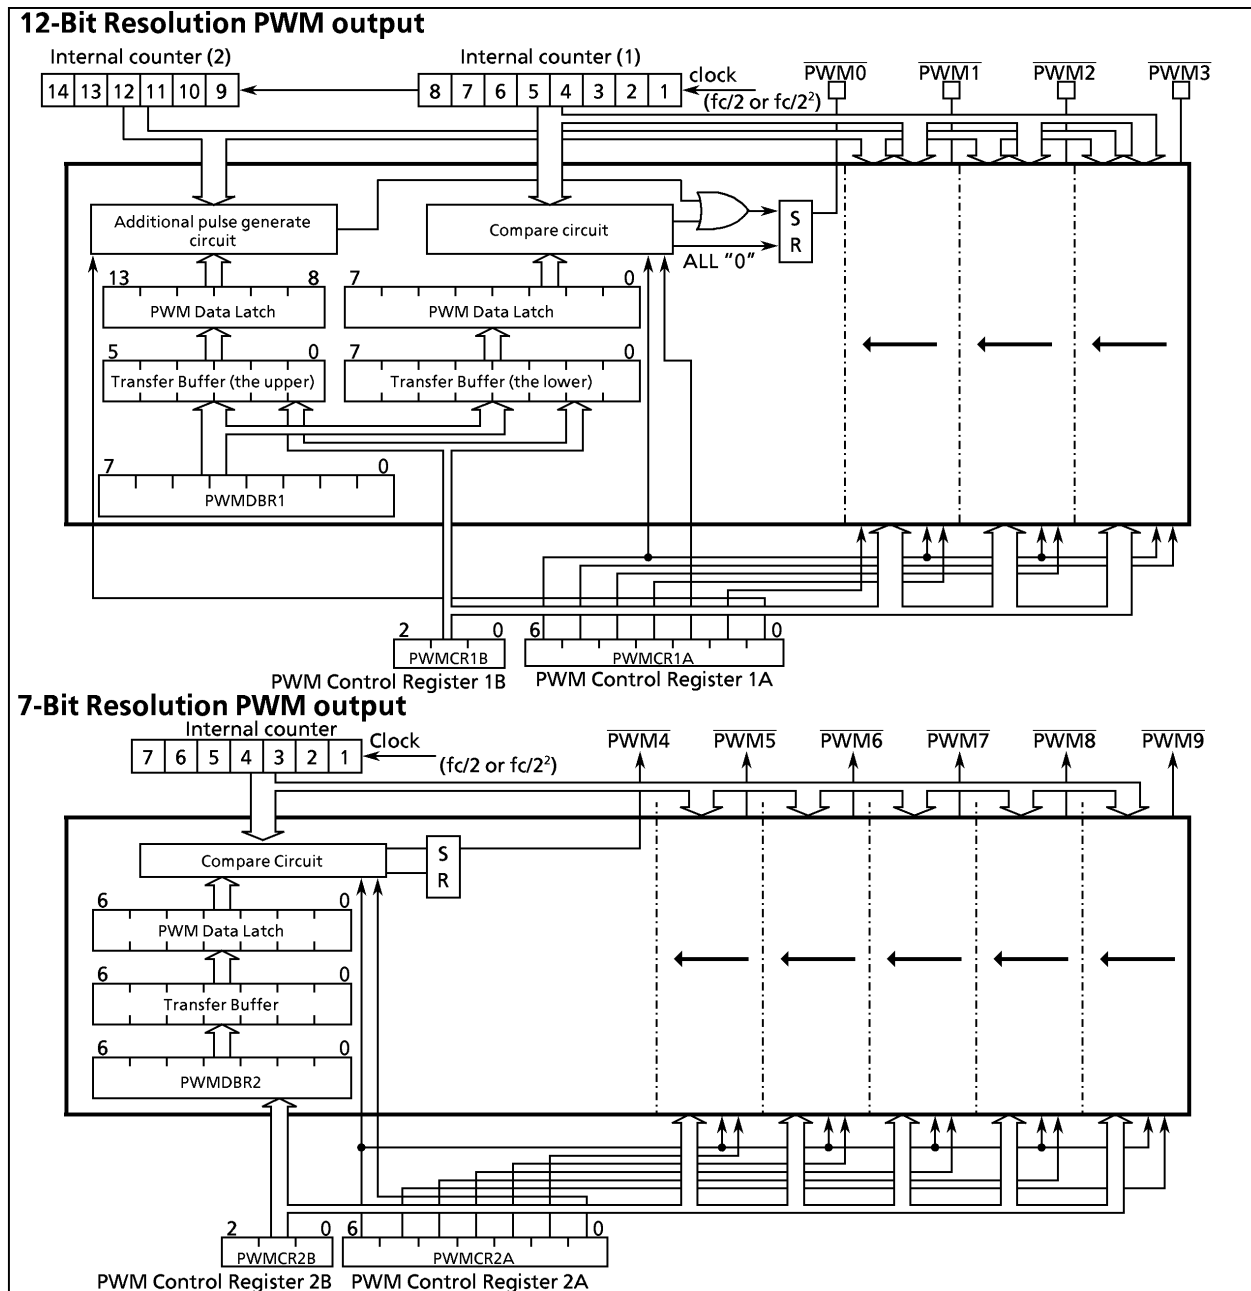 12-Bit Resolution PWM output
Internal counter (2)
Internal counter (1)
14 13 12 11 10 9
8 7 6 5 4 3 2 1
clock
(fc/2 or fc/2²)
PWM0 PWM1 PWM2 PWM3
Additional pulse generate
circuit
Compare circuit
S
R
ALL "0"
13 8
PWM Data Latch
7 0
PWM Data Latch
5 0
Transfer Buffer (the upper)
7 0
Transfer Buffer (the lower)
7 0
PWMDBR1
2 0
PWMCR1B
PWM Control Register 1B
6 0
PWMCR1A
PWM Control Register 1A
7-Bit Resolution PWM output
Internal counter
7 6 5 4 3 2 1
Clock
(fc/2 or fc/2²)
PWM4 PWM5 PWM6 PWM7 PWM8 PWM9
Compare Circuit
S
R
6 0
PWM Data Latch
6 0
Transfer Buffer
6 0
PWMDBR2
2 0
PWMCR2B
PWM Control Register 2B
6 0
PWMCR2A
PWM Control Register 2A